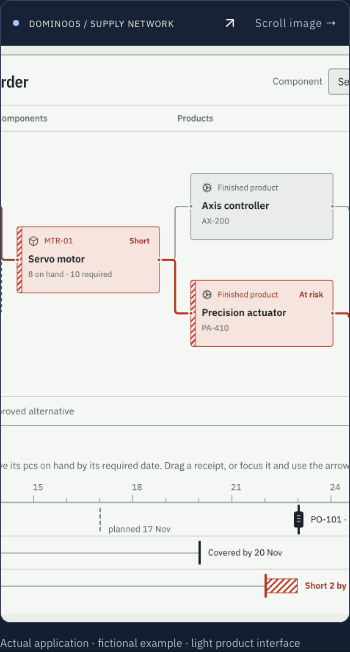 DOMINOOS / SUPPLY NETWORK
Scroll image →
rder
Component
Se
omponents
Products
Finished product
Axis controller
AX-200
MTR-01
Short
Servo motor
8 on hand · 10 required
Finished product
At risk
Precision actuator
PA-410
roved alternative
ve its pcs on hand by its required date. Drag a receipt, or focus it and use the arrow
15
18
21
24
planned 17 Nov
PO-101 ·
Covered by 20 Nov
Short 2 by
Actual application · fictional example · light product interface